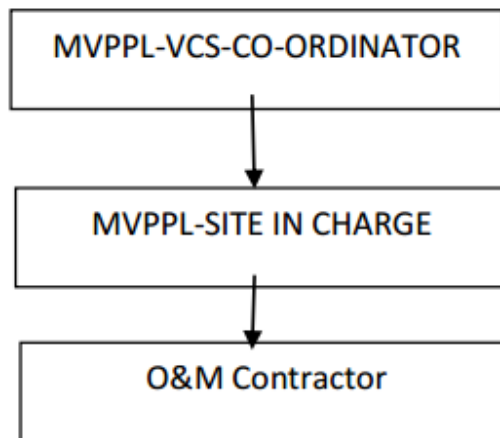 MVPPL-VCS-CO-ORDINATOR
MVPPL-SITE IN CHARGE
O&M Contractor